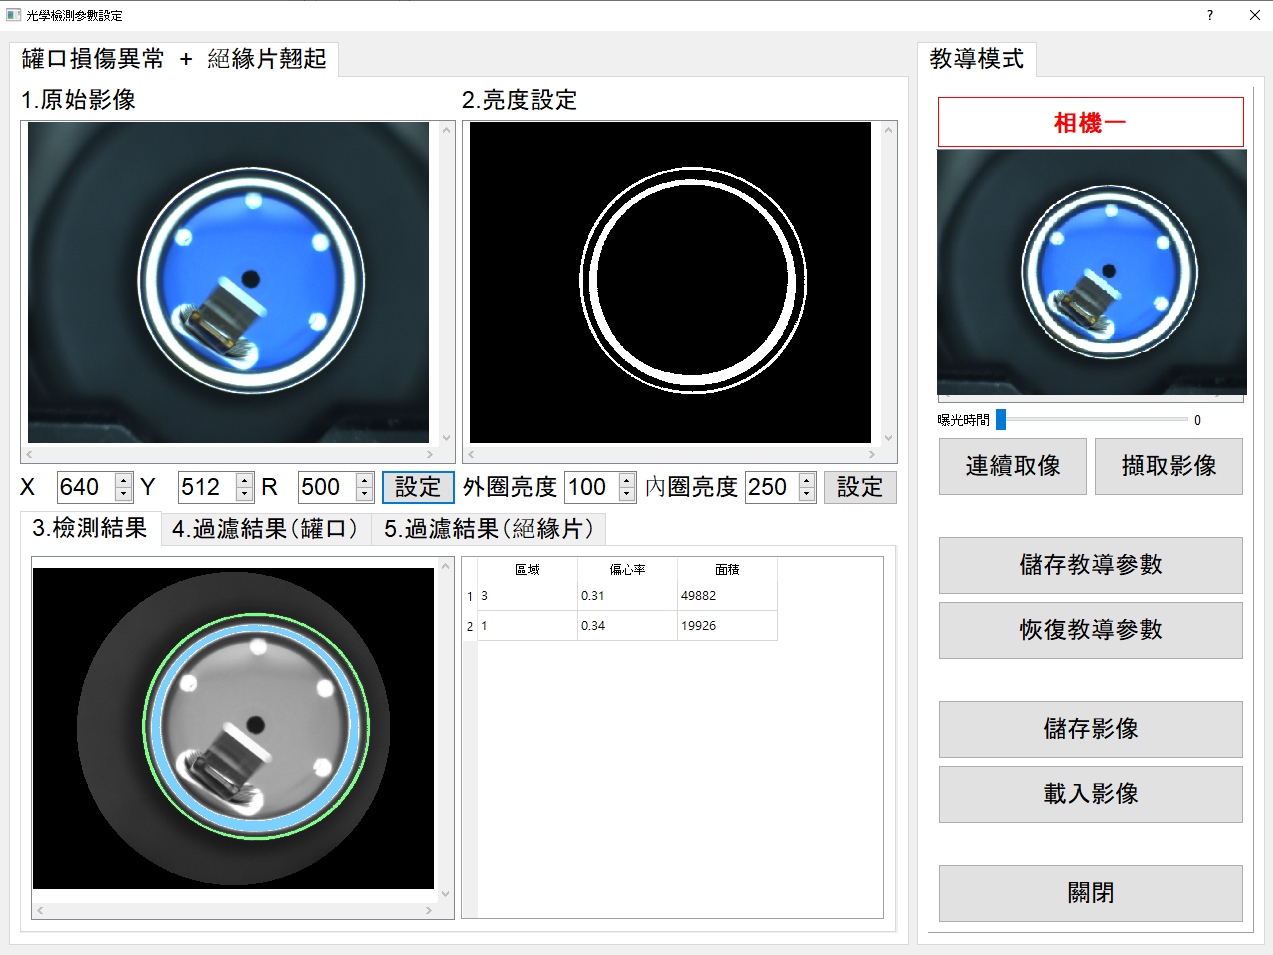 光學檢測参數設定
?
罐口損傷異常 + 絕緣片翹起
1.原始影像
2.亮度設定
X 640 Y 512 R 500 設定 外圈亮度 100 內圈亮度 250 設定
3.檢測結果 4.過濾結果(罐口) 5.過濾結果(絕緣片)
區域 偏心率 面積
1 3 0.31 49882
2 1 0.34 19926
教導模式
相機一
曝光時間 0
連續取像 擷取影像
儲存教導參數
恢復教導參數
儲存影像
載入影像
關閉